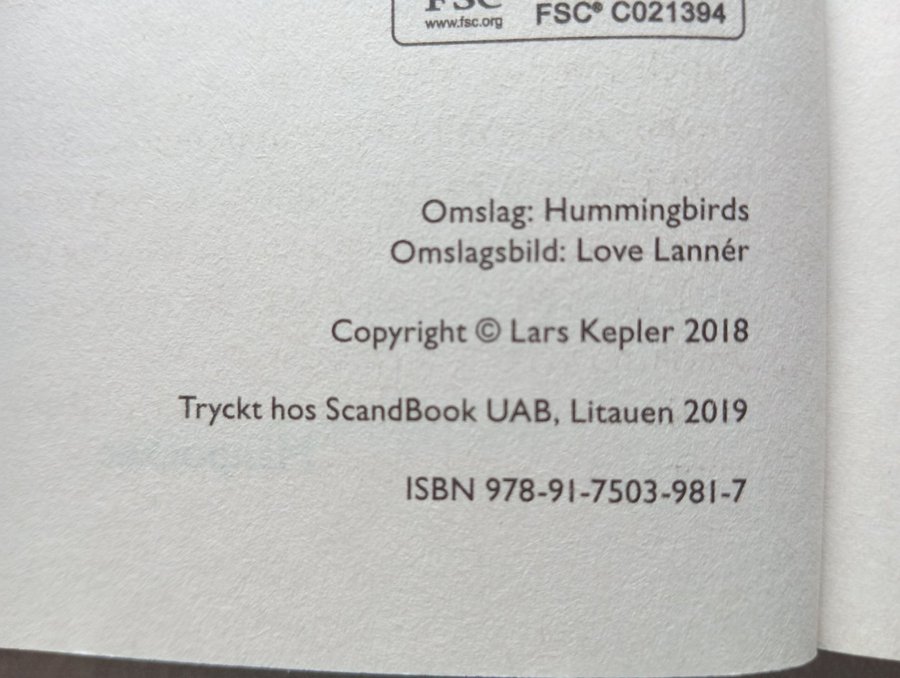 FSC
www.fsc.org
FSC® C021394
Omslag: Hummingbirds
Omslagsbild: Love Lannér
Copyright © Lars Kepler 2018
Tryckt hos ScandBook UAB, Litauen 2019
ISBN 978-91-7503-981-7